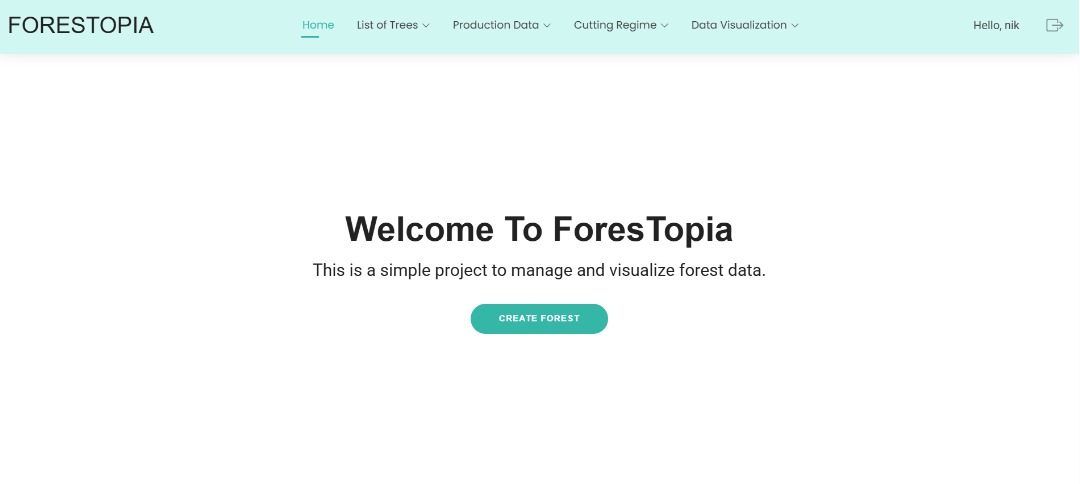 FORESTOPIA
Home List of Trees Production Data Cutting Regime Data Visualization
Hello, nik
Welcome To ForesTopia
This is a simple project to manage and visualize forest data.
CREATE FOREST